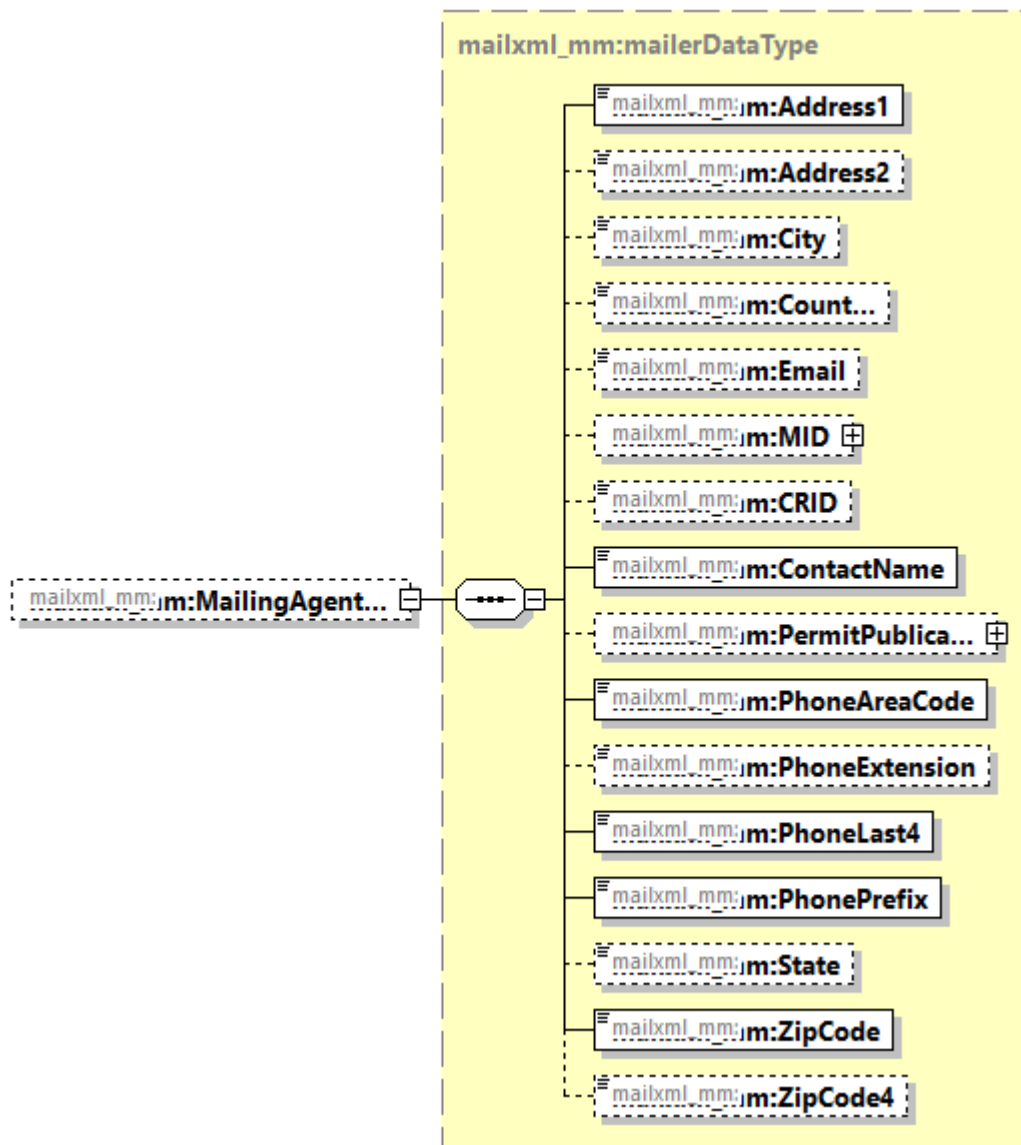 mailxml_mm:mailerDataType
mailxml_mm:m:Address1
mailxml_mm:m:Address2
mailxml_mm:m:City
mailxml_mm:m:Count...
mailxml_mm:m:Email
mailxml_mm:m:MID
mailxml_mm:m:CRID
mailxml_mm:m:ContactName
mailxml_mm:m:MailingAgent...
mailxml_mm:m:PermitPublica...
mailxml_mm:m:PhoneAreaCode
mailxml_mm:m:PhoneExtension
mailxml_mm:m:PhoneLast4
mailxml_mm:m:PhonePrefix
mailxml_mm:m:State
mailxml_mm:m:ZipCode
mailxml_mm:m:ZipCode4